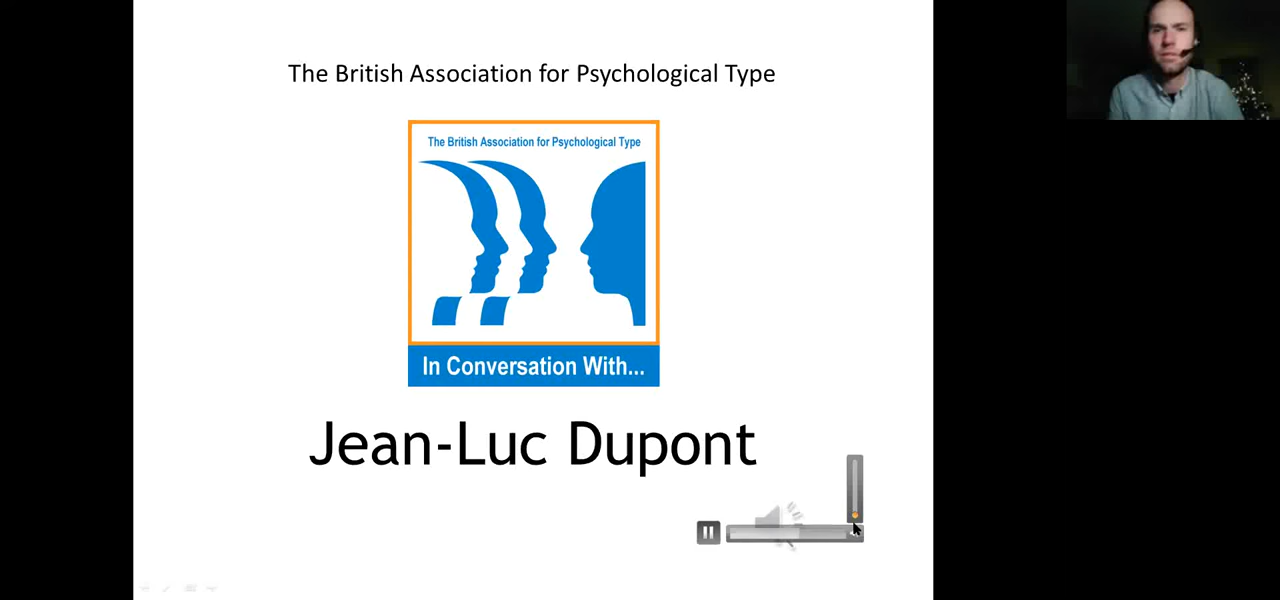 The British Association for Psychological Type
The British Association for Psychological Type
In Conversation With...
Jean-Luc Dupont